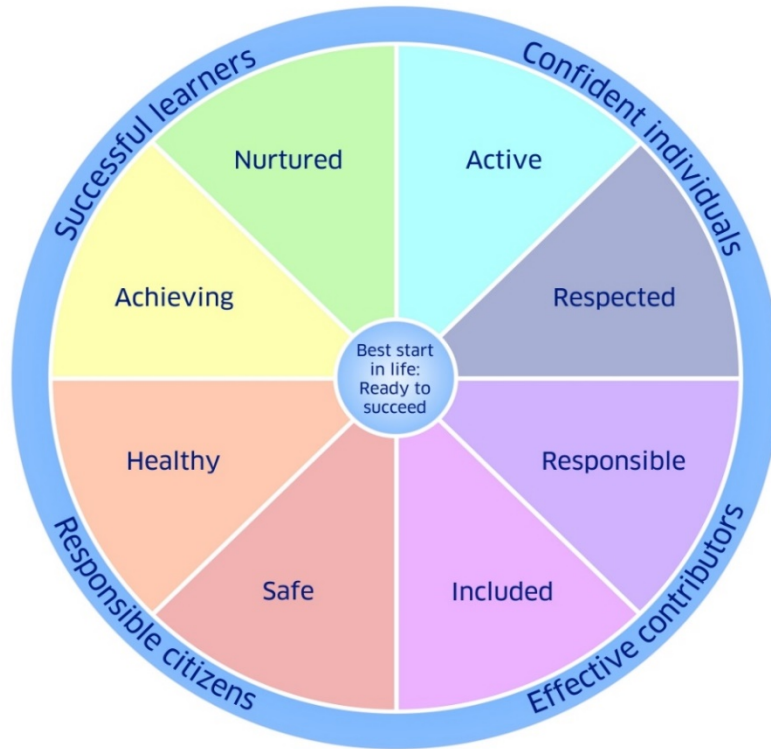 Successful learners
Confident individuals
Nurtured
Active
Achieving
Respected
Best start
in life:
Ready to
succeed
Healthy
Responsible
Safe
Included
Responsible citizens
Effective contributors